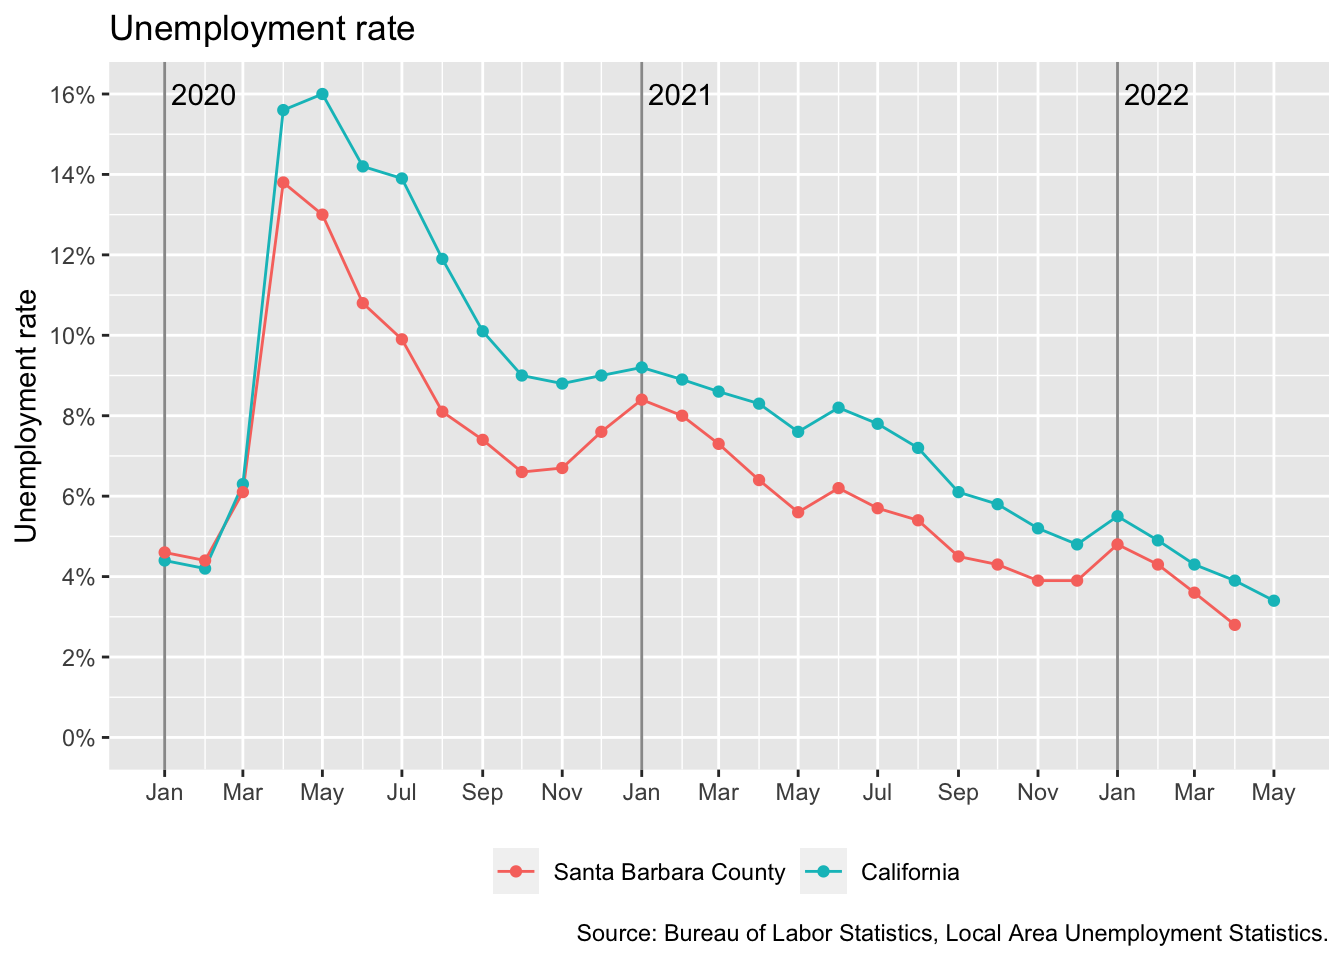 Unemployment rate
2020 2021 2022
16%
14%
12%
10%
8%
6%
4%
2%
0%
Unemployment rate
Jan Mar May Jul Sep Nov Jan Mar May Jul Sep Nov Jan Mar May
Santa Barbara County California
Source: Bureau of Labor Statistics, Local Area Unemployment Statistics.